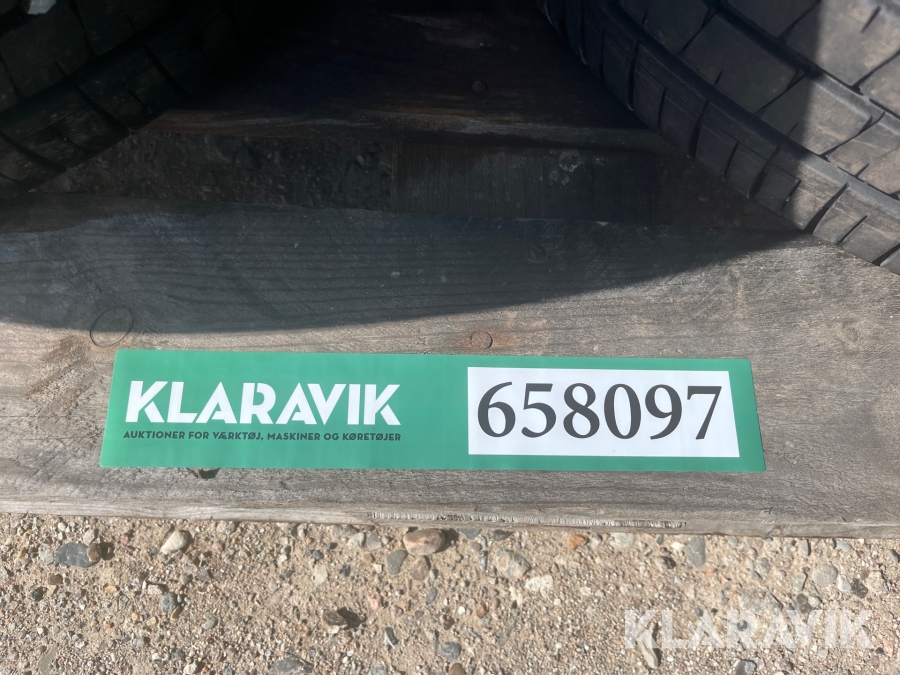 KLARAVIK
AUKTIONER FOR VÆRKTØJ, MASKINER OG KØRETØJER
658097
KLARAVIK